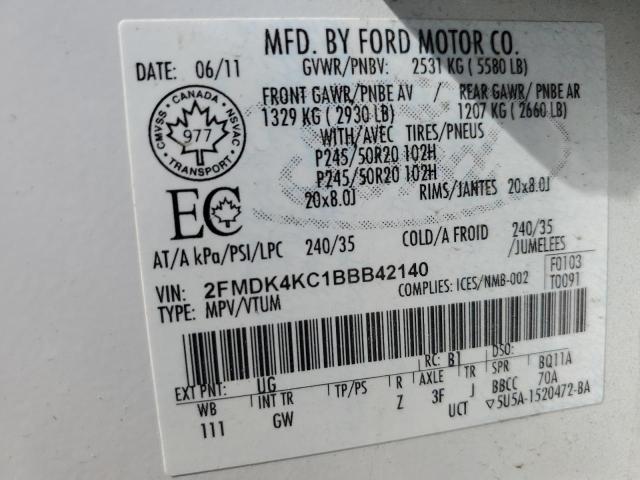 MFD. BY FORD MOTOR CO.
DATE: 06/11 GVWR/PNBV: 2531 KG ( 5580 LB)
FRONT GAWR/PNBE AV / REAR GAWR/ PNBE AR
1329 KG ( 2930 LB) 1207 KG ( 2660 LB)
WITH/AVEC TIRES/PNEUS
P245/50R20 102H
P245/50R20 102H
20x8.0J RIMS/JANTES 20x8.0J
CMVSS · CANADA · NSVAC
977
TRANSPORT
EC
AT/A kPa/PSI/LPC 240/35 COLD/A FROID 240/35
/JUMELEES
VIN: 2FMDK4KC1BBB42140
TYPE: MPV/VTUM COMPLIES: ICES/NMB-002
F0103
T0091
RC: B1 DSO:
EXT PNT: UG
WB INT TR TP/PS R AXLE TR SPR BQ11A
111 GW Z 3F J BBCC 70A
UCT ▽5U5A-1520472-BA